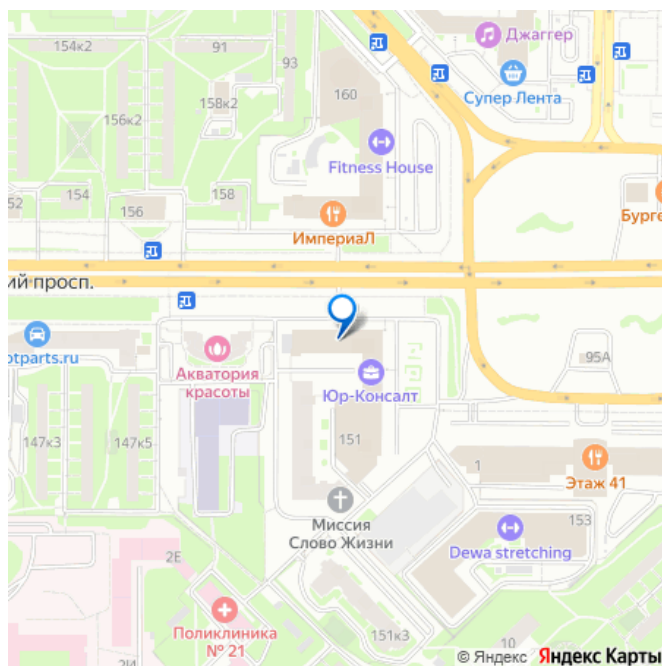 154к2
91
93
Джаггер
Супер Лента
158к2
160
156к2
Fitness House
154
158
52
156
ИмпериаЛ
Бурге
ий просп.
otparts.ru
Акватория
красоты
Юр-Консалт
95А
147к3
147к5
151
1
Этаж 41
Миссия
Слово Жизни
153
Dewa stretching
2Е
Поликлиника
№ 21
151к3
10
2И
© Яндекс Яндекс Карты